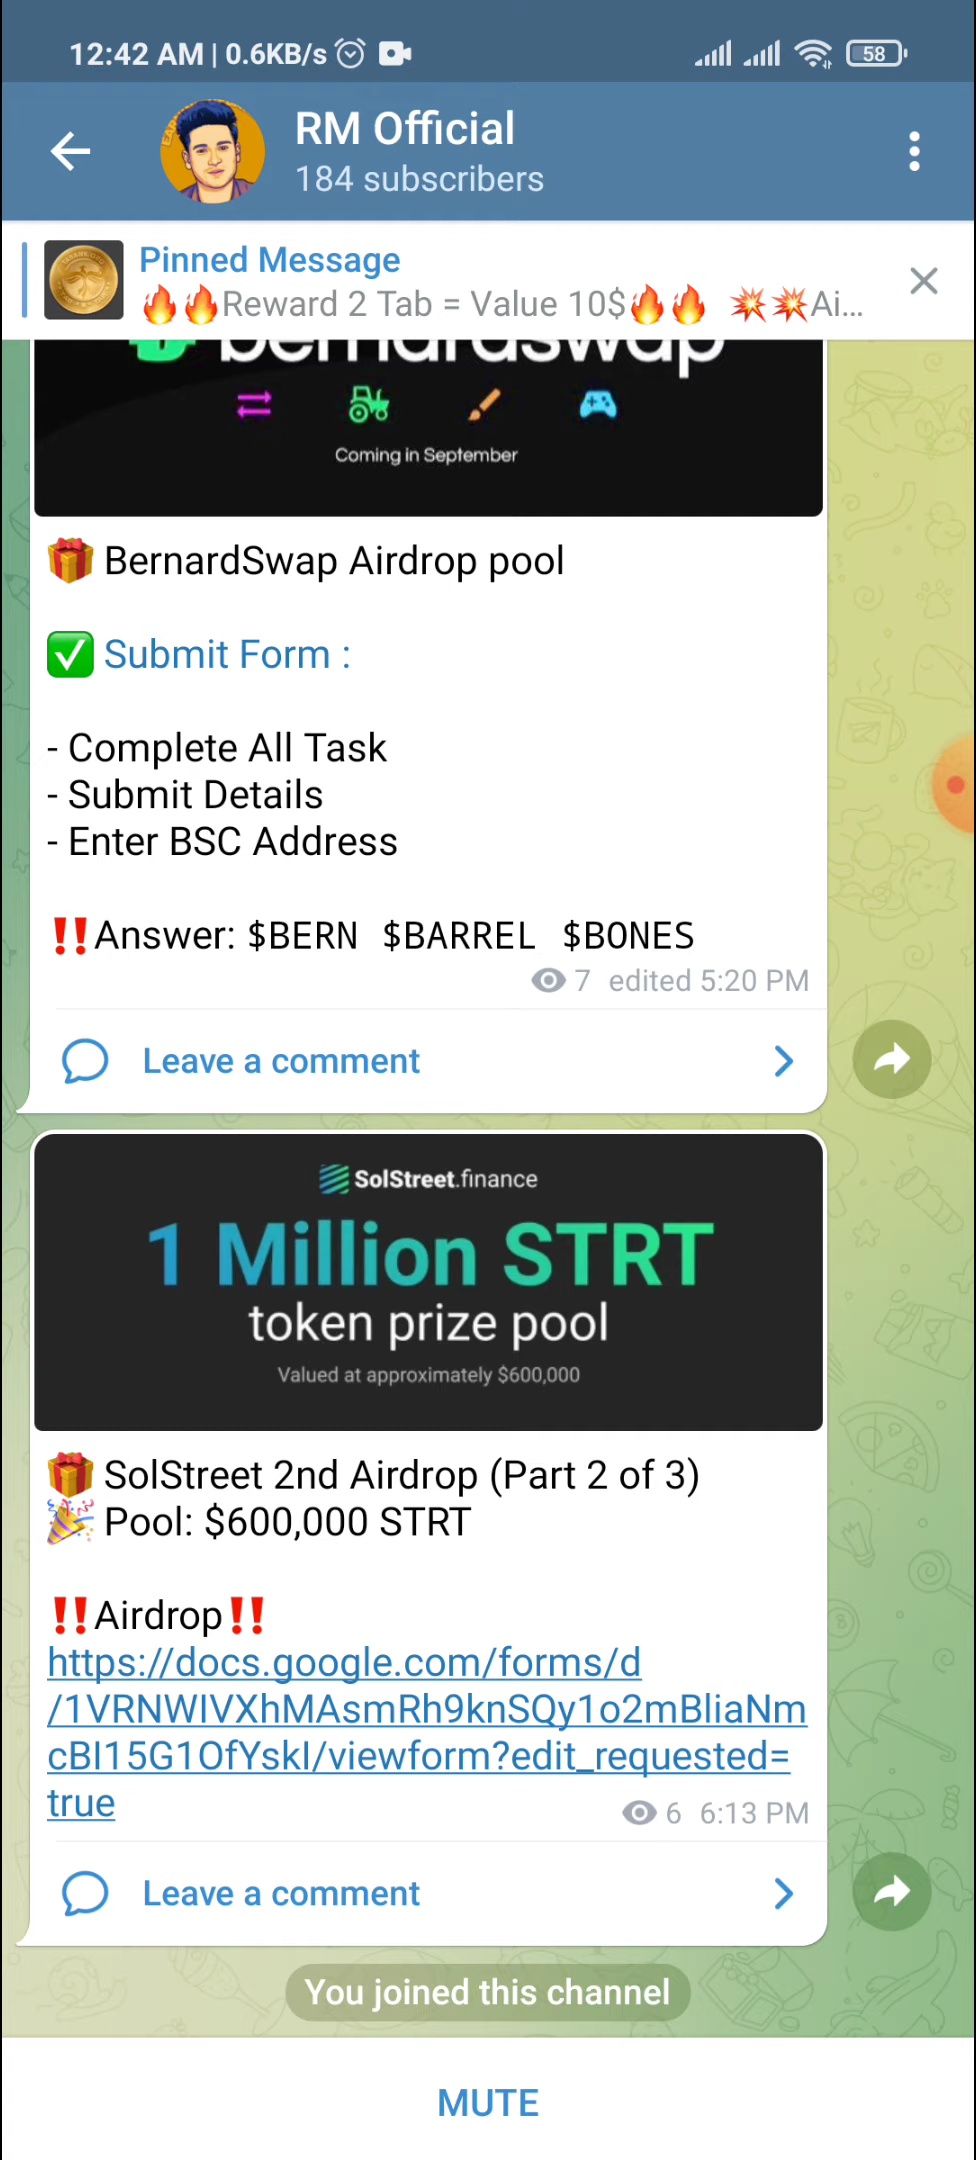 12:42 AM | 0.6KB/s 58
RM Official
184 subscribers
Pinned Message
🔥🔥Reward 2 Tab = Value 10$🔥🔥 💥💥Ai...
bernardswap
Coming in September
🎁 BernardSwap Airdrop pool
✅ Submit Form :
- Complete All Task
- Submit Details
- Enter BSC Address
‼️Answer: $BERN $BARREL $BONES
7 edited 5:20 PM
Leave a comment
SolStreet.finance
1 Million STRT
token prize pool
Valued at approximately $600,000
🎁 SolStreet 2nd Airdrop (Part 2 of 3)
🎉 Pool: $600,000 STRT
‼️Airdrop‼️
https://docs.google.com/forms/d
/1VRNWIVXhMAsmRh9knSQy1o2mBliaNm
cBI15G1OfYskI/viewform?edit_requested=
true
6 6:13 PM
Leave a comment
You joined this channel
MUTE